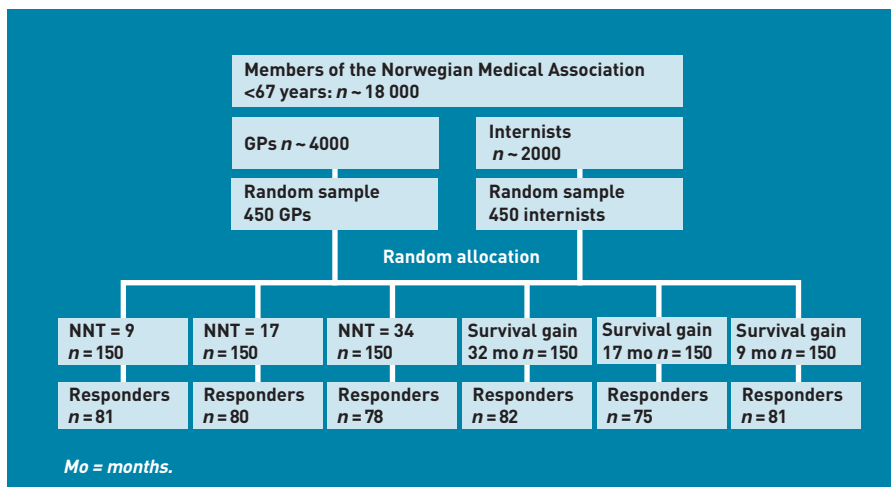 Members of the Norwegian Medical Association
<67 years: n ~ 18 000
GPs n ~ 4000
Internists
n ~ 2000
Random sample
450 GPs
Random sample
450 internists
Random allocation
NNT = 9
n = 150
NNT = 17
n = 150
NNT = 34
n = 150
Survival gain
32 mo n = 150
Survival gain
17 mo n = 150
Survival gain
9 mo n = 150
Responders
n = 81
Responders
n = 80
Responders
n = 78
Responders
n = 82
Responders
n = 75
Responders
n = 81
Mo = months.